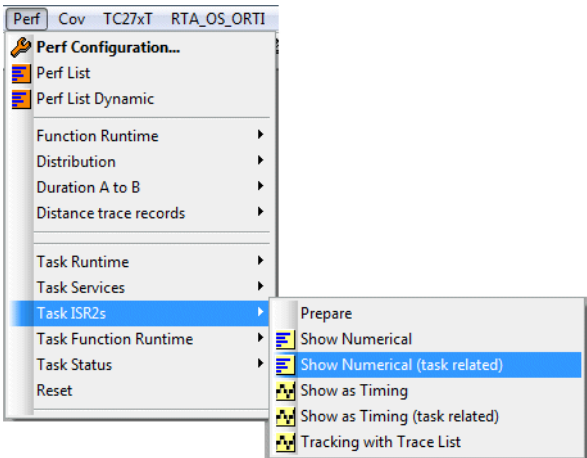 Perf Cov TC27xT RTA_OS_ORTI
Perf Configuration...
Perf List
Perf List Dynamic
Function Runtime
Distribution
Duration A to B
Distance trace records
Task Runtime
Task Services
Task ISR2s
Task Function Runtime
Task Status
Reset
Prepare
Show Numerical
Show Numerical (task related)
Show as Timing
Show as Timing (task related)
Tracking with Trace List